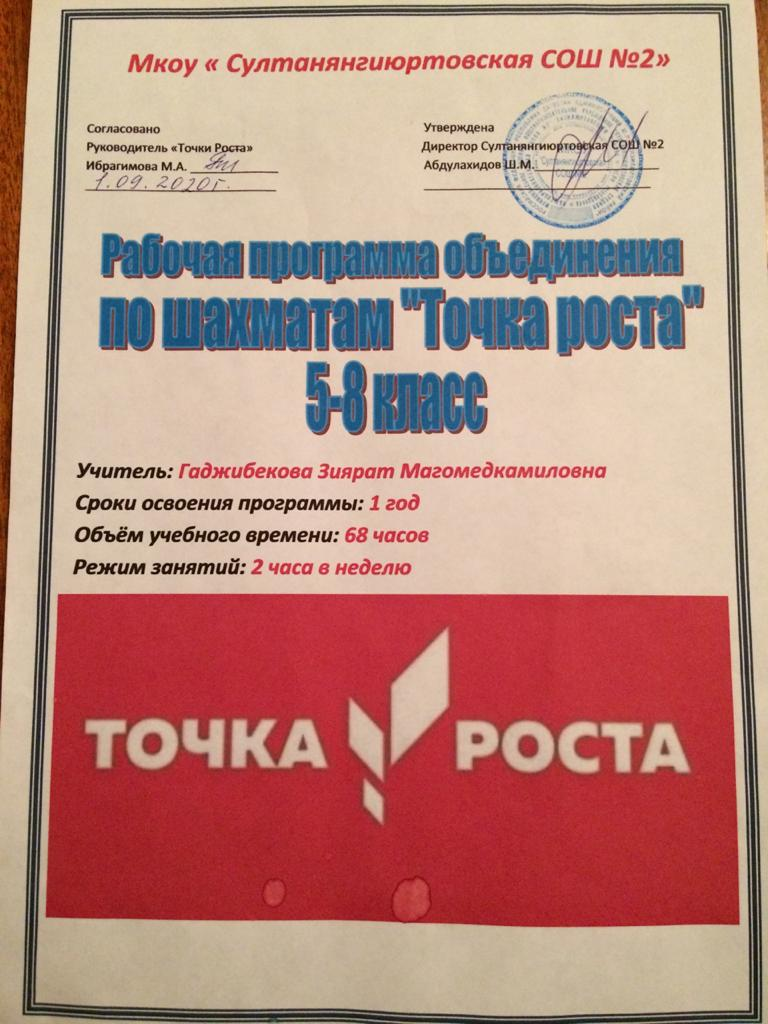 Мкоу « Султанянгиюртовская СОШ №2»
Согласовано
Руководитель «Точки Роста»
Ибрагимова М.А.
1.09.2020г.
Утверждена
Директор Султанянгиюртовская СОШ №2
Абдулахидов Ш.М.
Рабочая программа объединения
по шахматам "Точка роста"
5-8 класс
Учитель: Гаджибекова Зиярат Магомедкамиловна
Сроки освоения программы: 1 год
Объём учебного времени: 68 часов
Режим занятий: 2 часа в неделю
ТОЧКА РОСТА